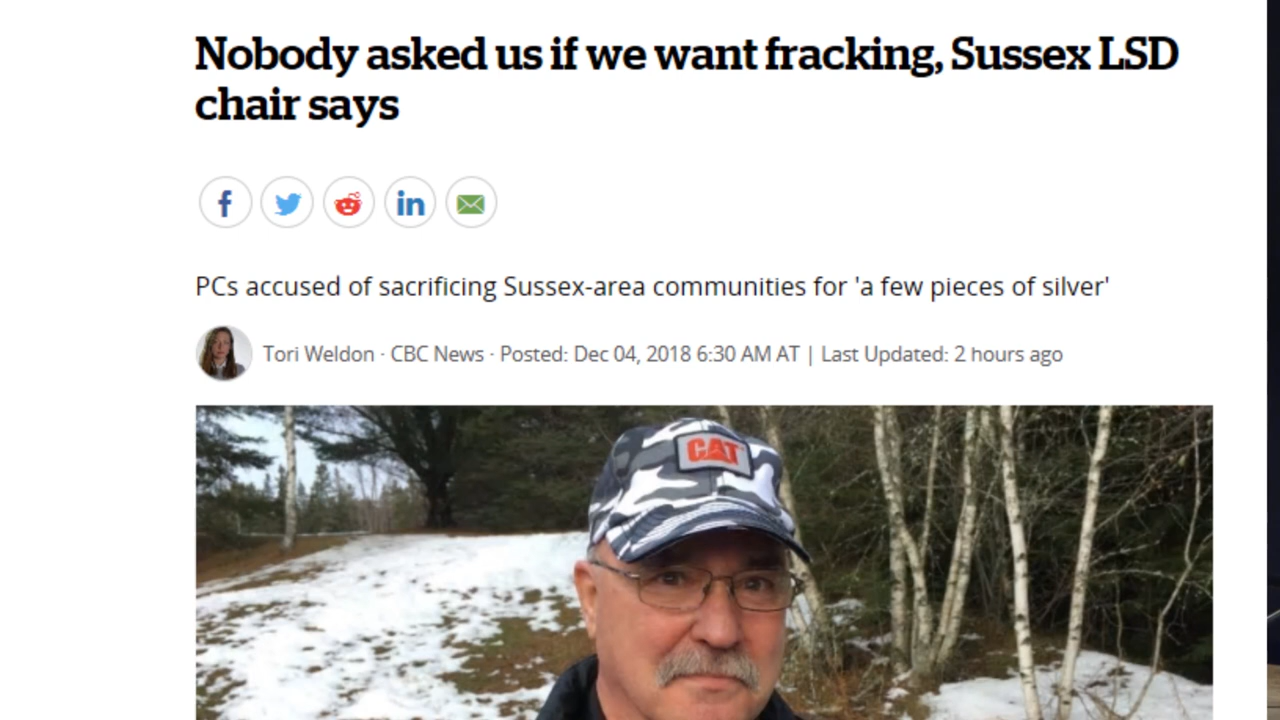 Nobody asked us if we want fracking, Sussex LSD
chair says
PCs accused of sacrificing Sussex-area communities for 'a few pieces of silver'
Tori Weldon · CBC News · Posted: Dec 04, 2018 6:30 AM AT | Last Updated: 2 hours ago
CAT